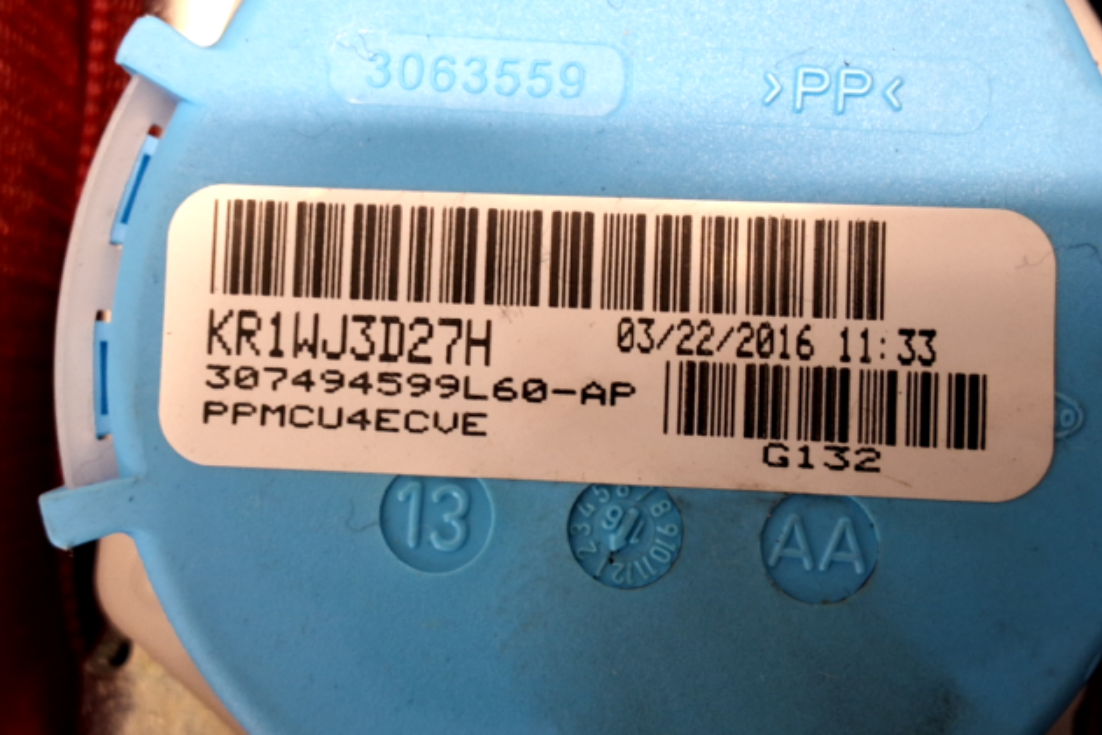 3063559
>PP<
KR1WJ3D27H
03/22/2016 11:33
307494599L60-AP
PPMCU4ECVE
G132
13
AA